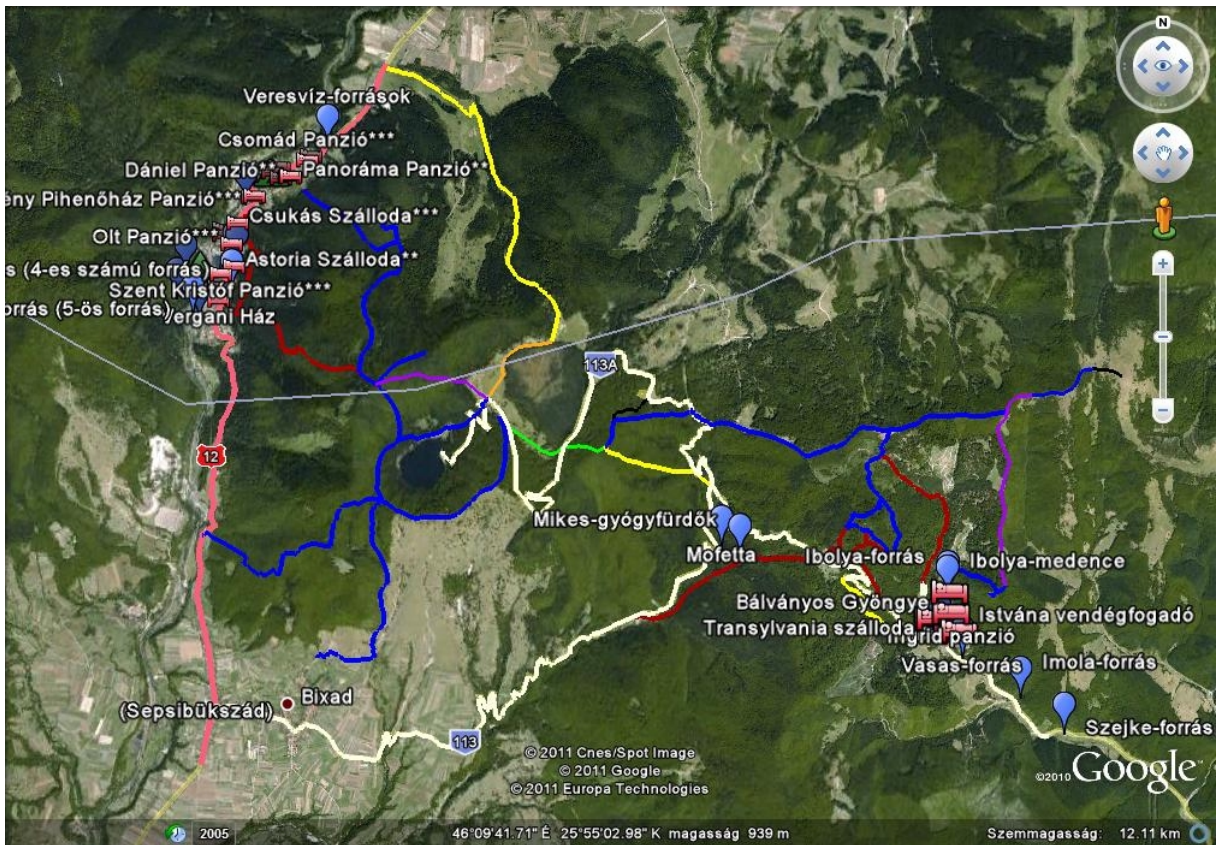 N
Veresvíz-források
Csomád Panzió***
Dániel Panzió**
Panoráma Panzió**
ény Pihenőház Panzió***
Csukás Szálloda***
Olt Panzió***
Astoria Szálloda**
s (4-es számú forrás)
Szent Kristóf Panzió***
orrás (5-ös forrás)
Vergani Ház
113A
12
Mikes-gyógyfürdők
Mofetta
Ibolya-forrás
Ibolya-medence
Bálványos Gyöngye
Istvána vendégfogadó
Transylvania szálloda
Ingrid panzió
Vasas-forrás
Imola-forrás
Bixad
(Sepsibükszád)
Szejke-forrás
113
© 2011 Cnes/Spot Image
© 2011 Google
© 2011 Europa Technologies
©2010 Google
2005
46°09'41.71" É 25°55'02.98" K magasság 939 m
Szemmagasság: 12.11 km